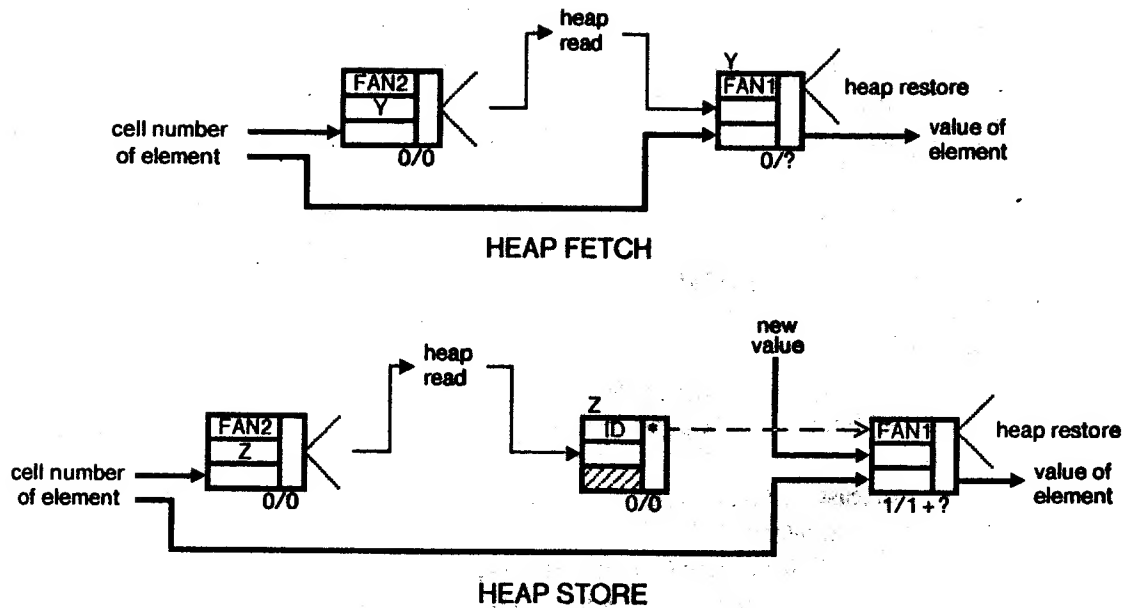 heap
read
Y
FAN2
FAN1
heap restore
Y
cell number
of element
value of
element
0/0
0/?
HEAP FETCH
new
value
heap
read
Z
FAN2
ID *
FAN1
heap restore
Z
cell number
of element
value of
element
0/0
0/0
1/1+?
HEAP STORE